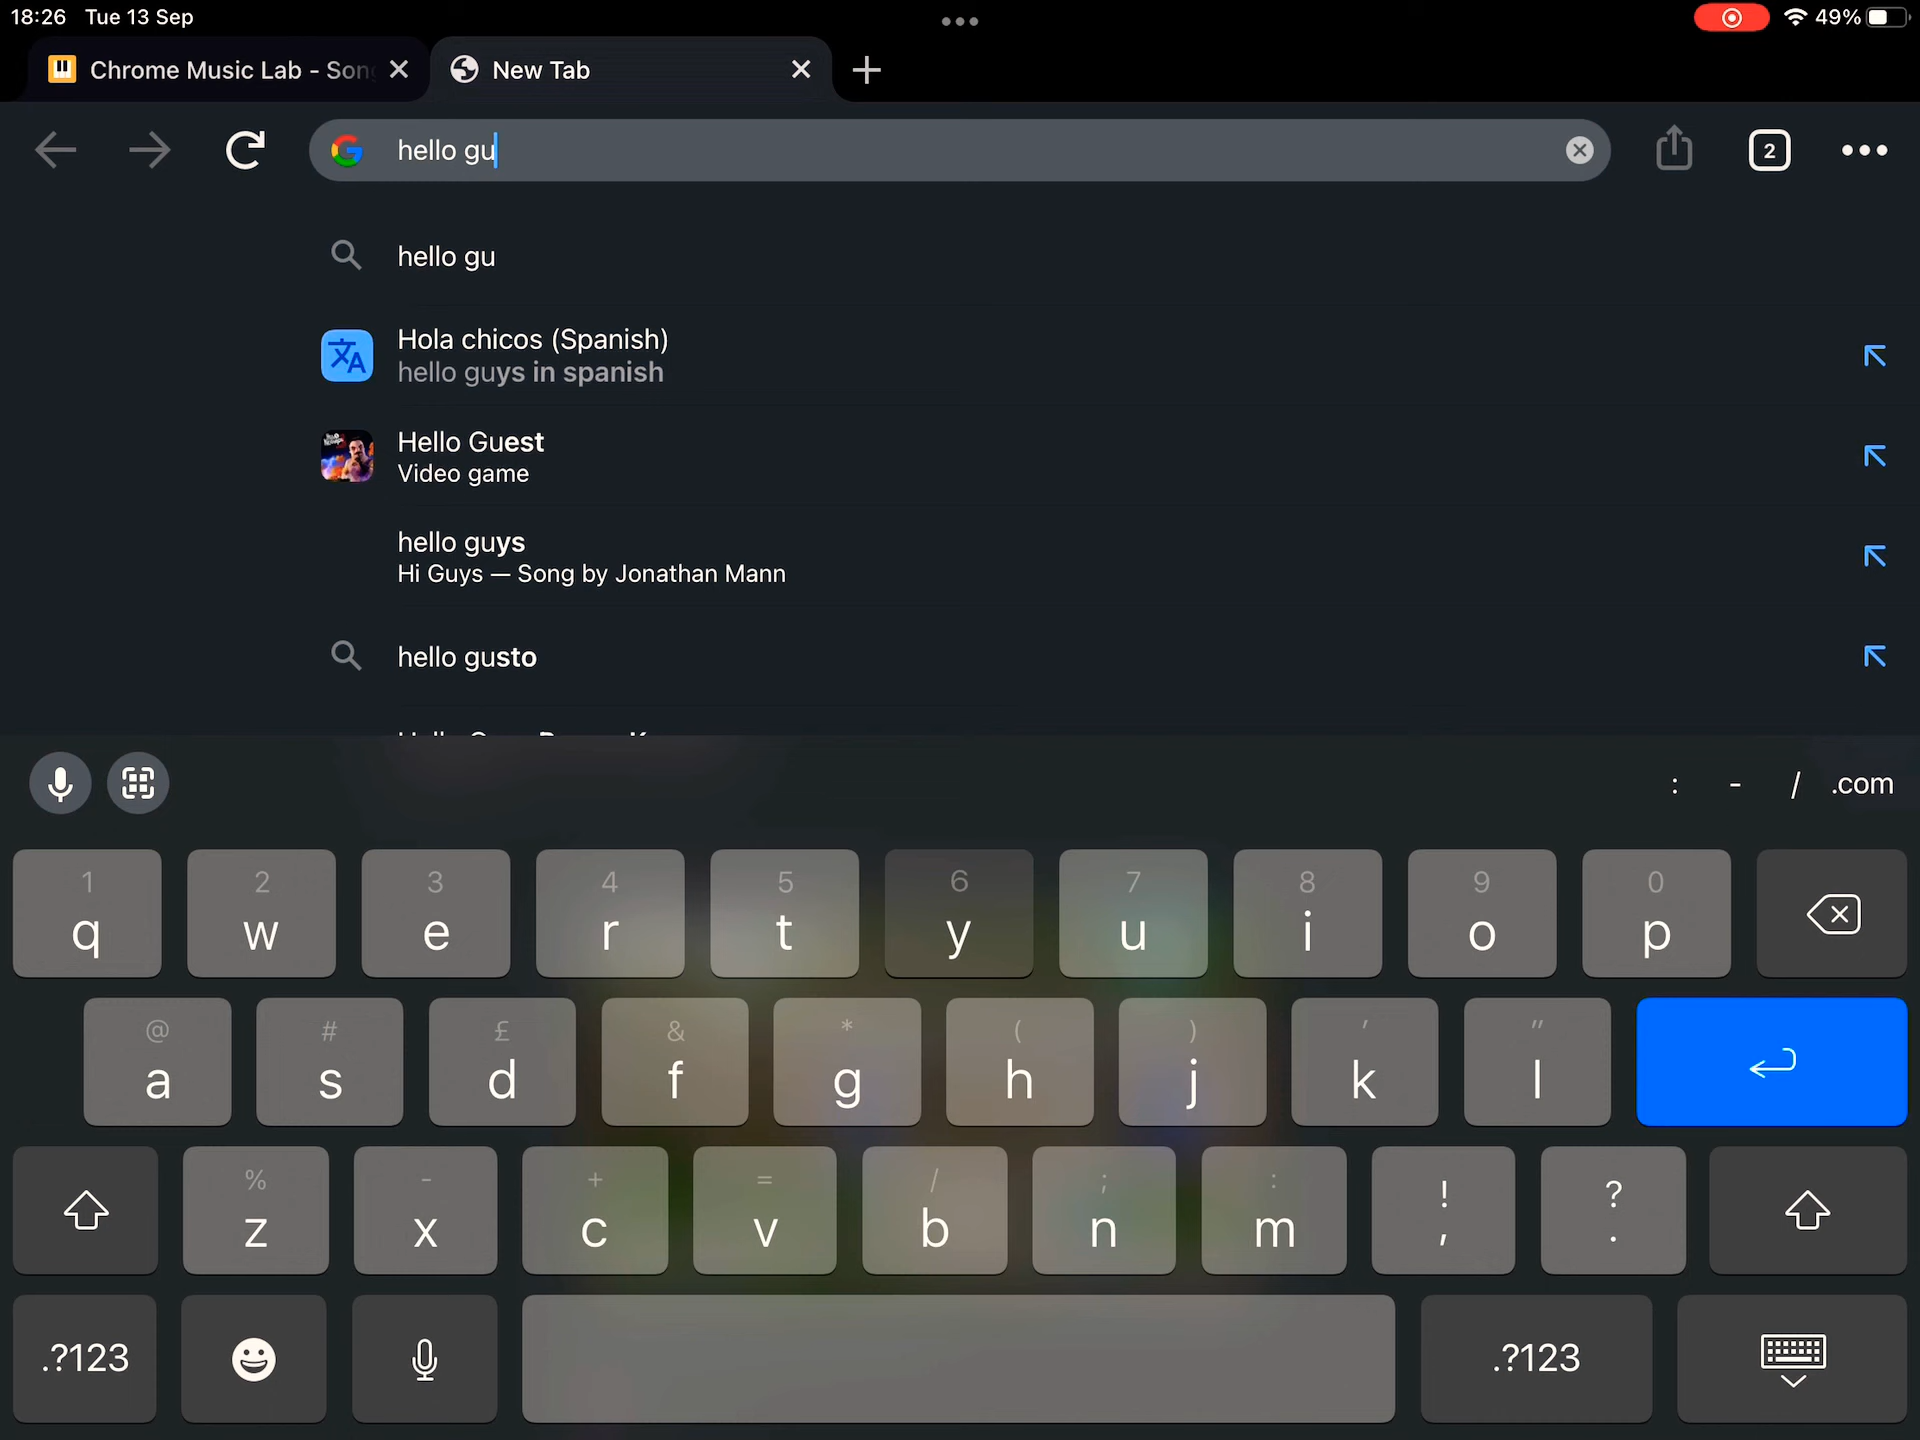 18:26 Tue 13 Sep
49%
Chrome Music Lab - Son
New Tab
hello gu
2
hello gu
Hola chicos (Spanish)
hello guys in spanish
Hello Guest
Video game
hello guys
Hi Guys — Song by Jonathan Mann
hello gusto
: - / .com
1 2 3 4 5 6 7 8 9 0
q w e r t y u i o p
@ # £ & * ( ) ' "
a s d f g h j k l
% - + = / ; : ! ?
z x c v b n m , .
.?123 .?123